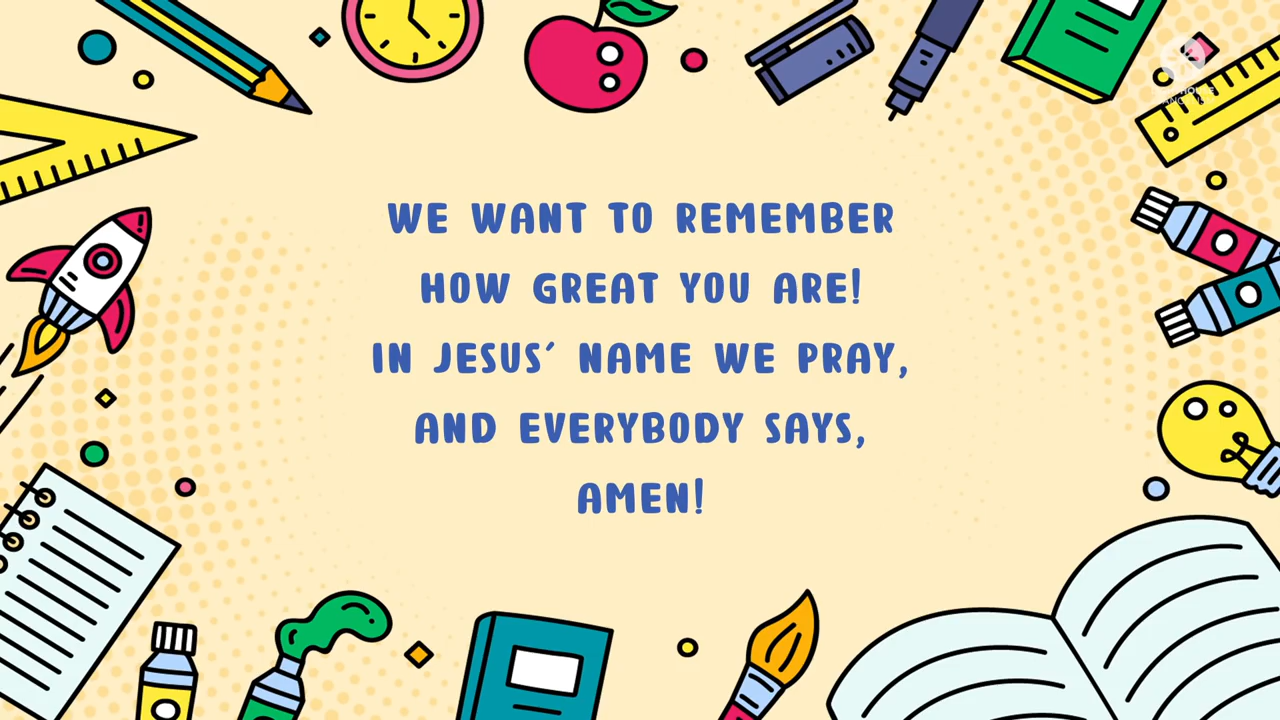 WE WANT TO REMEMBER
HOW GREAT YOU ARE!
IN JESUS' NAME WE PRAY,
AND EVERYBODY SAYS,
AMEN!